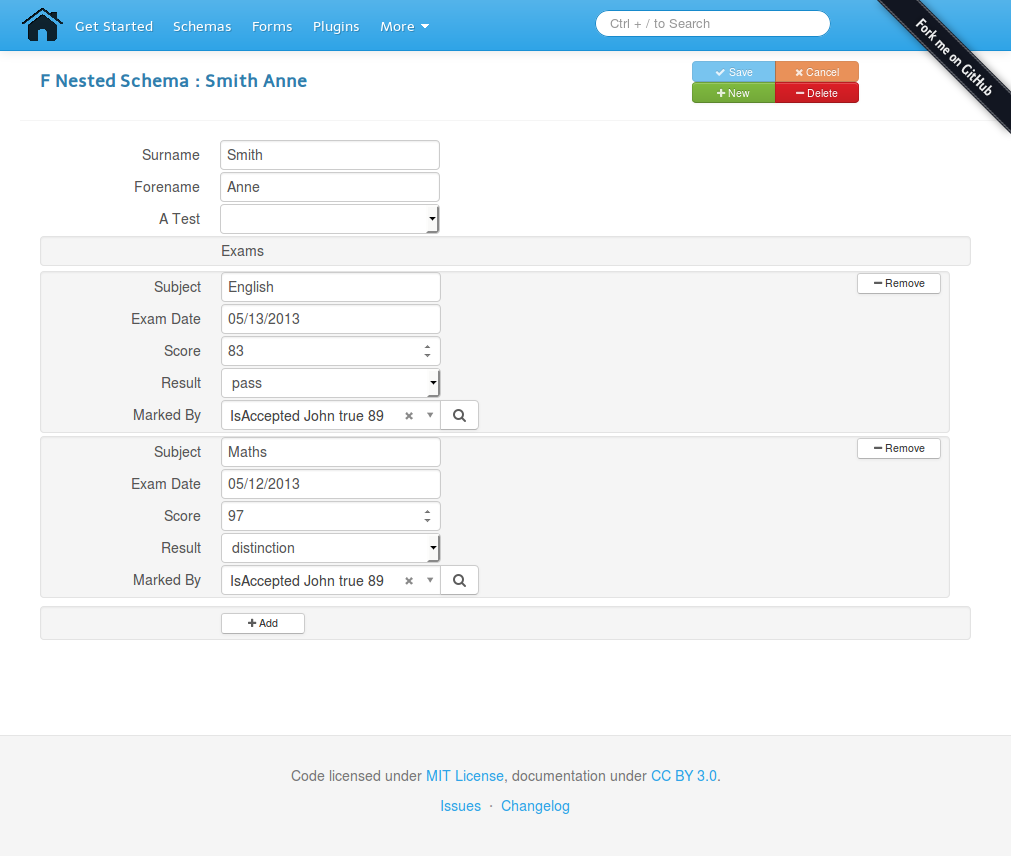 Get Started Schemas Forms Plugins More Ctrl + / to Search
Fork me on GitHub
F Nested Schema : Smith Anne
Save Cancel
New Delete
Surname Smith
Forename Anne
A Test
Exams
Subject English Remove
Exam Date 05/13/2013
Score 83
Result pass
Marked By IsAccepted John true 89
Subject Maths Remove
Exam Date 05/12/2013
Score 97
Result distinction
Marked By IsAccepted John true 89
Add
Code licensed under MIT License, documentation under CC BY 3.0.
Issues · Changelog